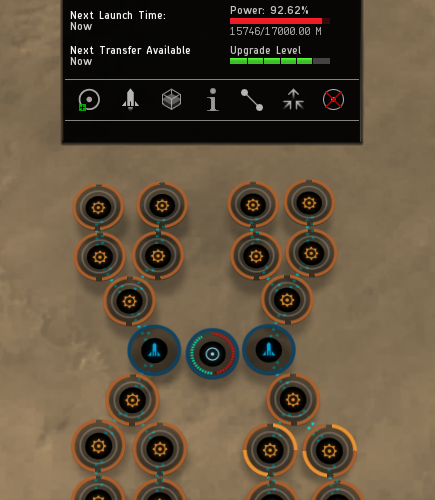 Next Launch Time:
Now
Next Transfer Available
Now
Power: 92.62%
15746/17000.00 M
Upgrade Level